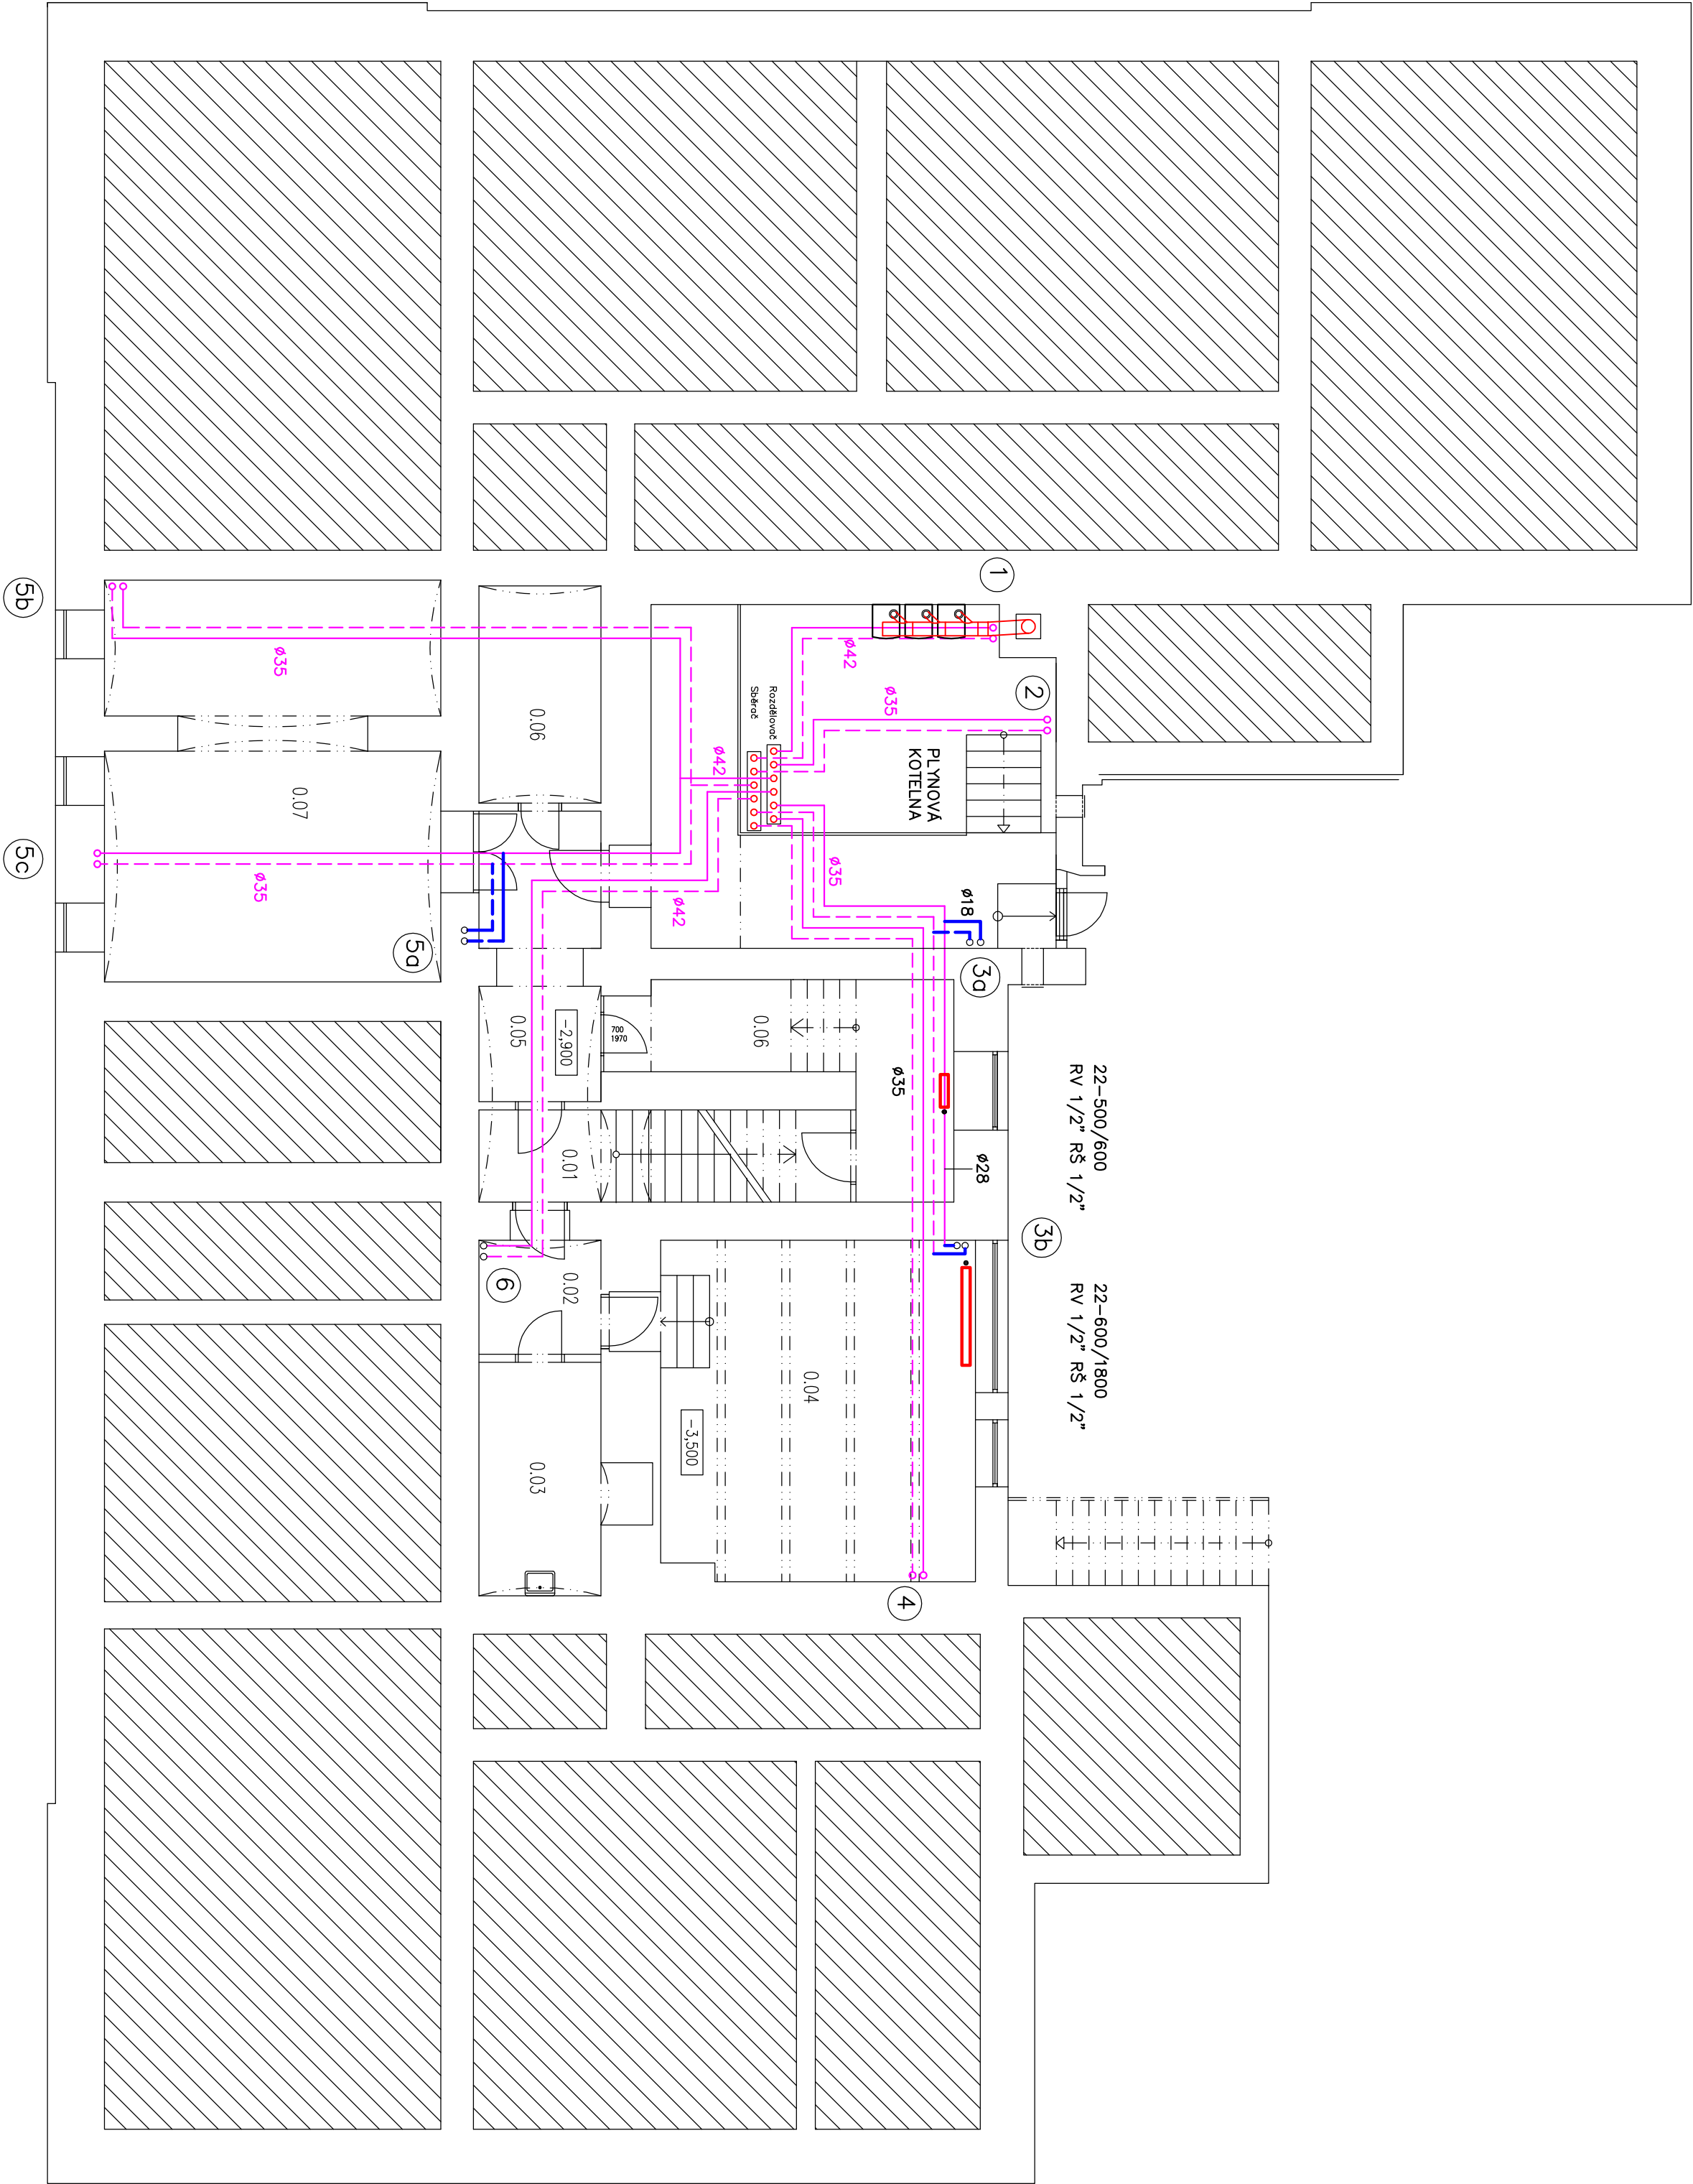 1
2
3a
3b
4
5a
5b
5c
6
PLYNOVÁ
KOTELNA
Rozdělovač
Sběrač
22-500/600
RV 1/2" RŠ 1/2"
22-600/1800
RV 1/2" RŠ 1/2"
ø42
ø35
ø42
ø35
ø42
ø18
ø35
ø28
ø35
ø35
0.06
0.07
0.06
0.05
-2,900
700
1970
0.01
0.02
0.03
0.04
-3,500